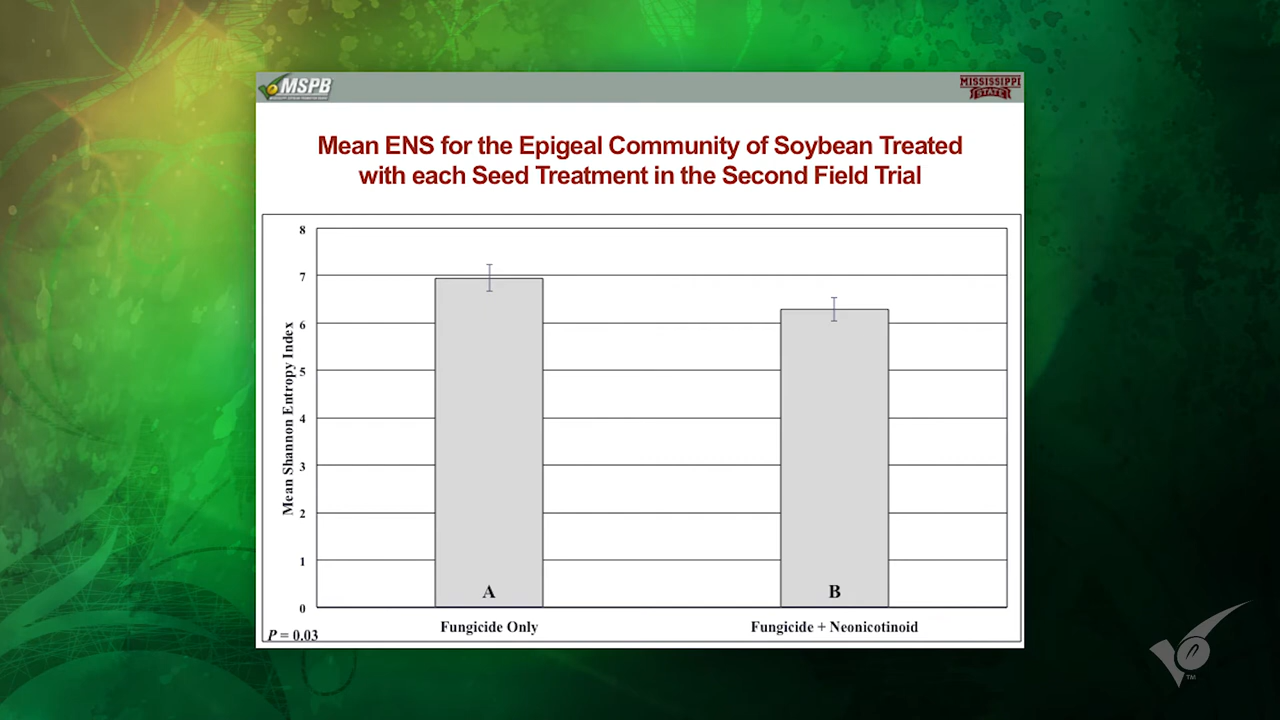 MSPB
MISSISSIPPI
STATE
Mean ENS for the Epigeal Community of Soybean Treated
with each Seed Treatment in the Second Field Trial
8
7
6
5
4
3
2
1
0
Mean Shannon Entropy Index
A
B
Fungicide Only
Fungicide + Neonicotinoid
P = 0.03
TM